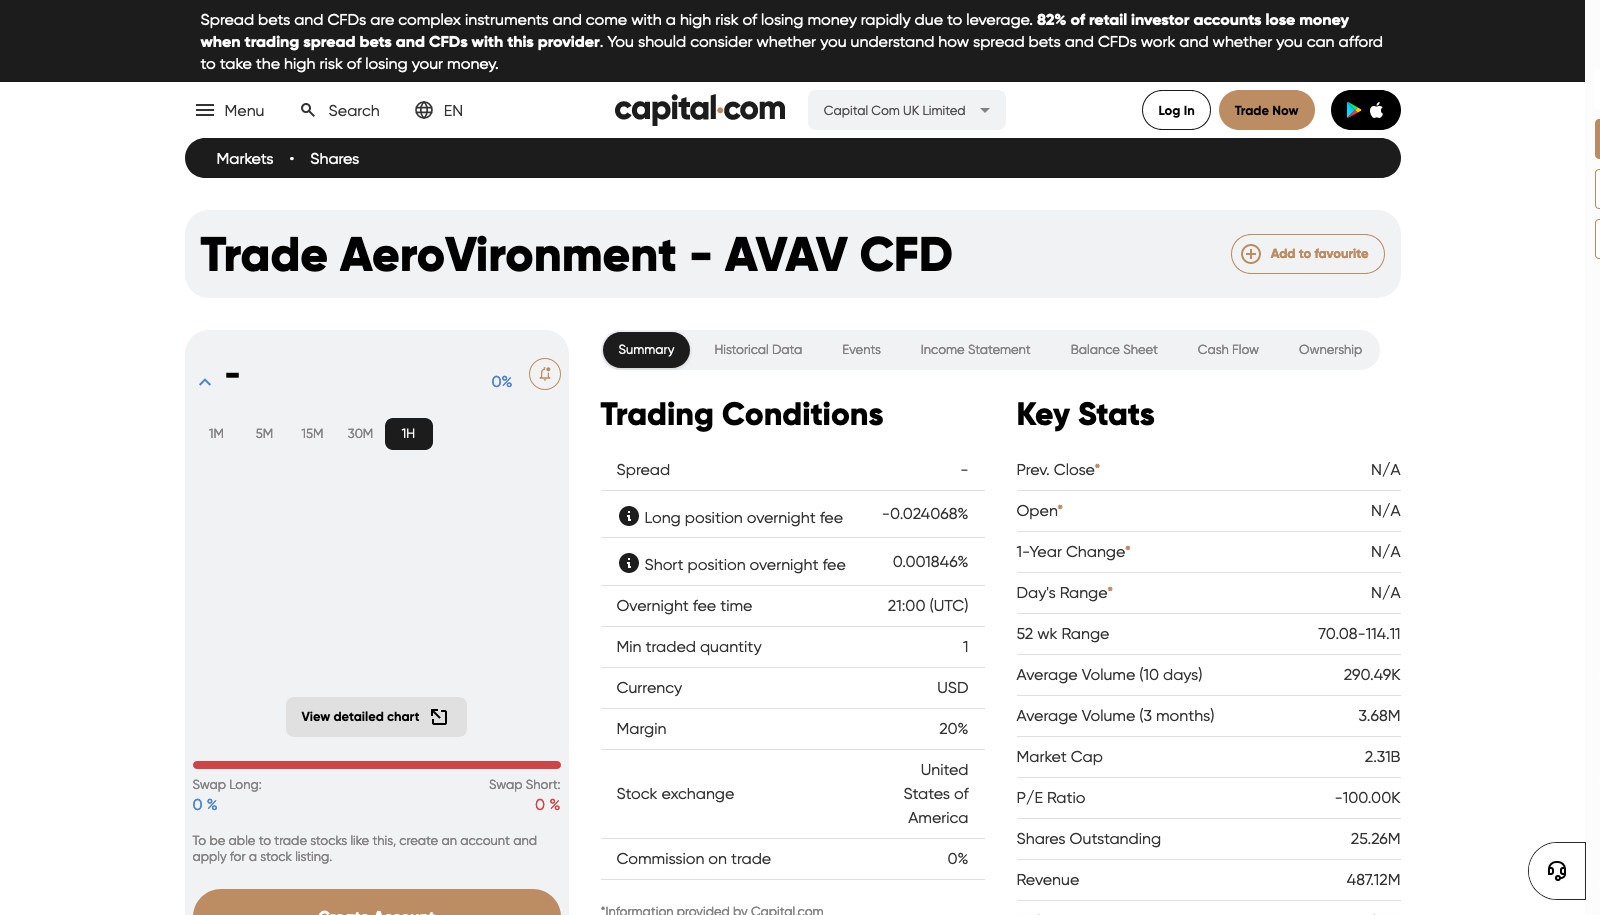 Spread bets and CFDs are complex instruments and come with a high risk of losing money rapidly due to leverage. 82% of retail investor accounts lose money
when trading spread bets and CFDs with this provider. You should consider whether you understand how spread bets and CFDs work and whether you can afford
to take the high risk of losing your money.
Menu
Search
EN
capital.com
Capital Com UK Limited
Log In
Trade Now
Markets • Shares
Trade AeroVironment - AVAV CFD
Add to favourite
-
0%
1M 5M 15M 30M 1H
View detailed chart
Swap Long: Swap Short:
0 % 0 %
To be able to trade stocks like this, create an account and
apply for a stock listing.
Create Account
Summary Historical Data Events Income Statement Balance Sheet Cash Flow Ownership
Trading Conditions
Spread -
Long position overnight fee -0.024068%
Short position overnight fee 0.001846%
Overnight fee time 21:00 (UTC)
Min traded quantity 1
Currency USD
Margin 20%
Stock exchange United
States of
America
Commission on trade 0%
*Information provided by Capital.com
Key Stats
Prev. Close* N/A
Open* N/A
1-Year Change* N/A
Day's Range* N/A
52 wk Range 70.08-114.11
Average Volume (10 days) 290.49K
Average Volume (3 months) 3.68M
Market Cap 2.31B
P/E Ratio -100.00K
Shares Outstanding 25.26M
Revenue 487.12M